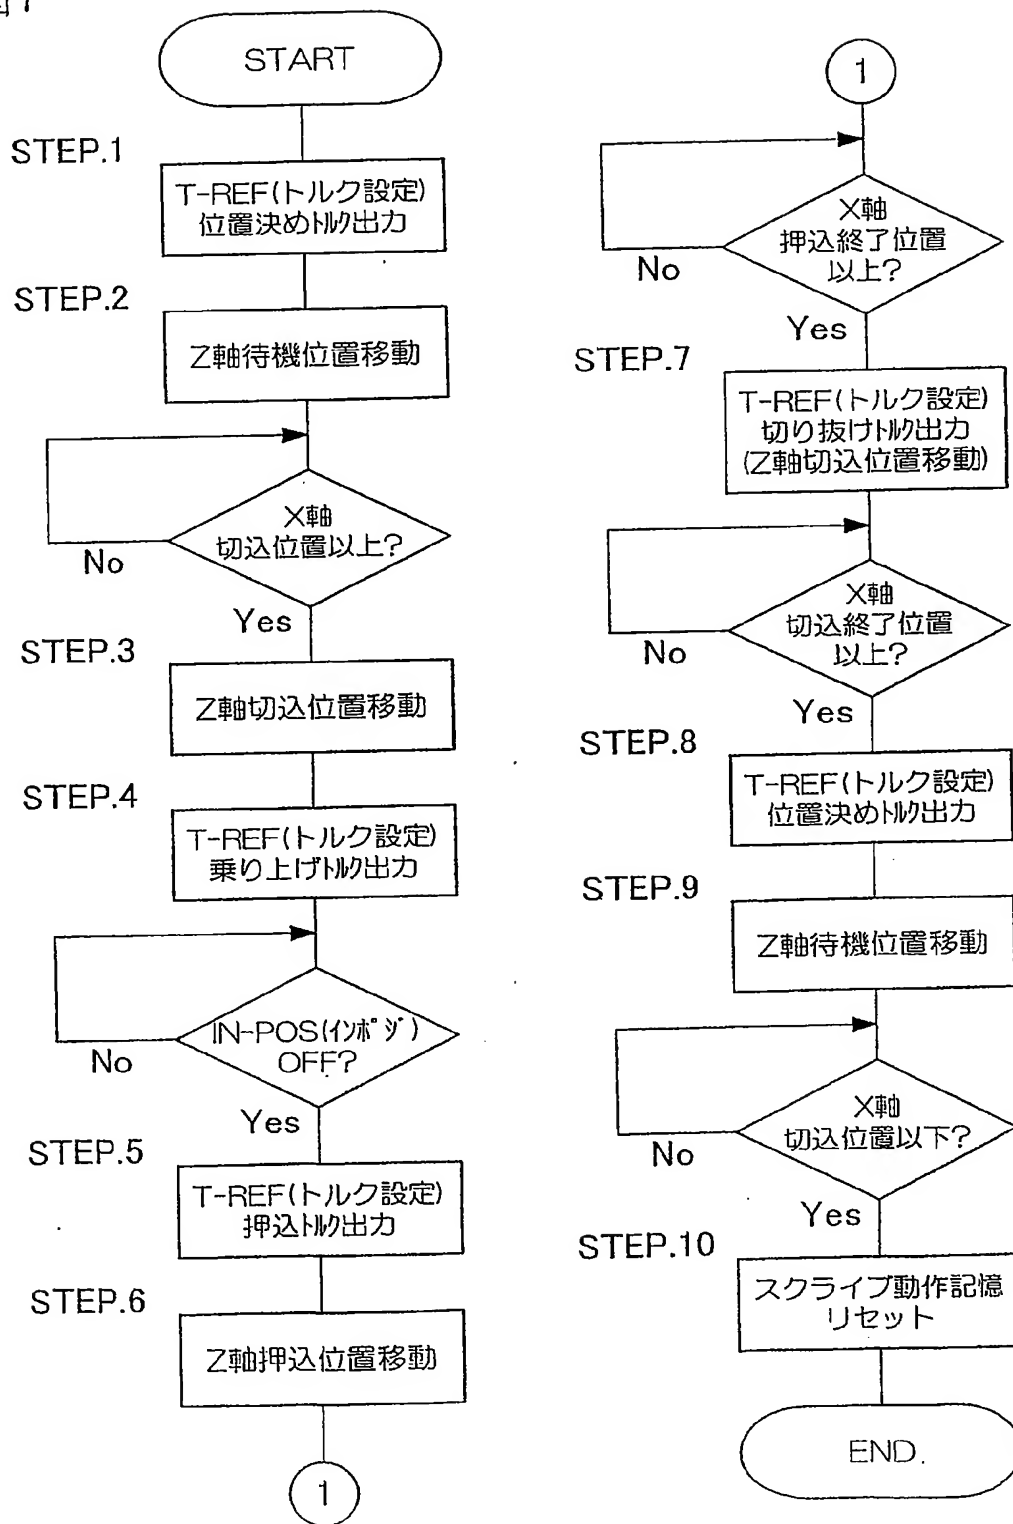 図7
START
STEP.1
T-REF(トルク設定)
位置決めトルク出力
STEP.2
Z軸待機位置移動
X軸
切込位置以上?
No
Yes
STEP.3
Z軸切込位置移動
STEP.4
T-REF(トルク設定)
乗り上げトルク出力
IN-POS(インポジ)
OFF?
No
Yes
STEP.5
T-REF(トルク設定)
押込トルク出力
STEP.6
Z軸押込位置移動
1
1
X軸
押込終了位置
以上?
No
Yes
STEP.7
T-REF(トルク設定)
切り抜けトルク出力
(Z軸切込位置移動)
X軸
切込終了位置
以上?
No
Yes
STEP.8
T-REF(トルク設定)
位置決めトルク出力
STEP.9
Z軸待機位置移動
X軸
切込位置以下?
No
Yes
STEP.10
スクライブ動作記憶
リセット
END.